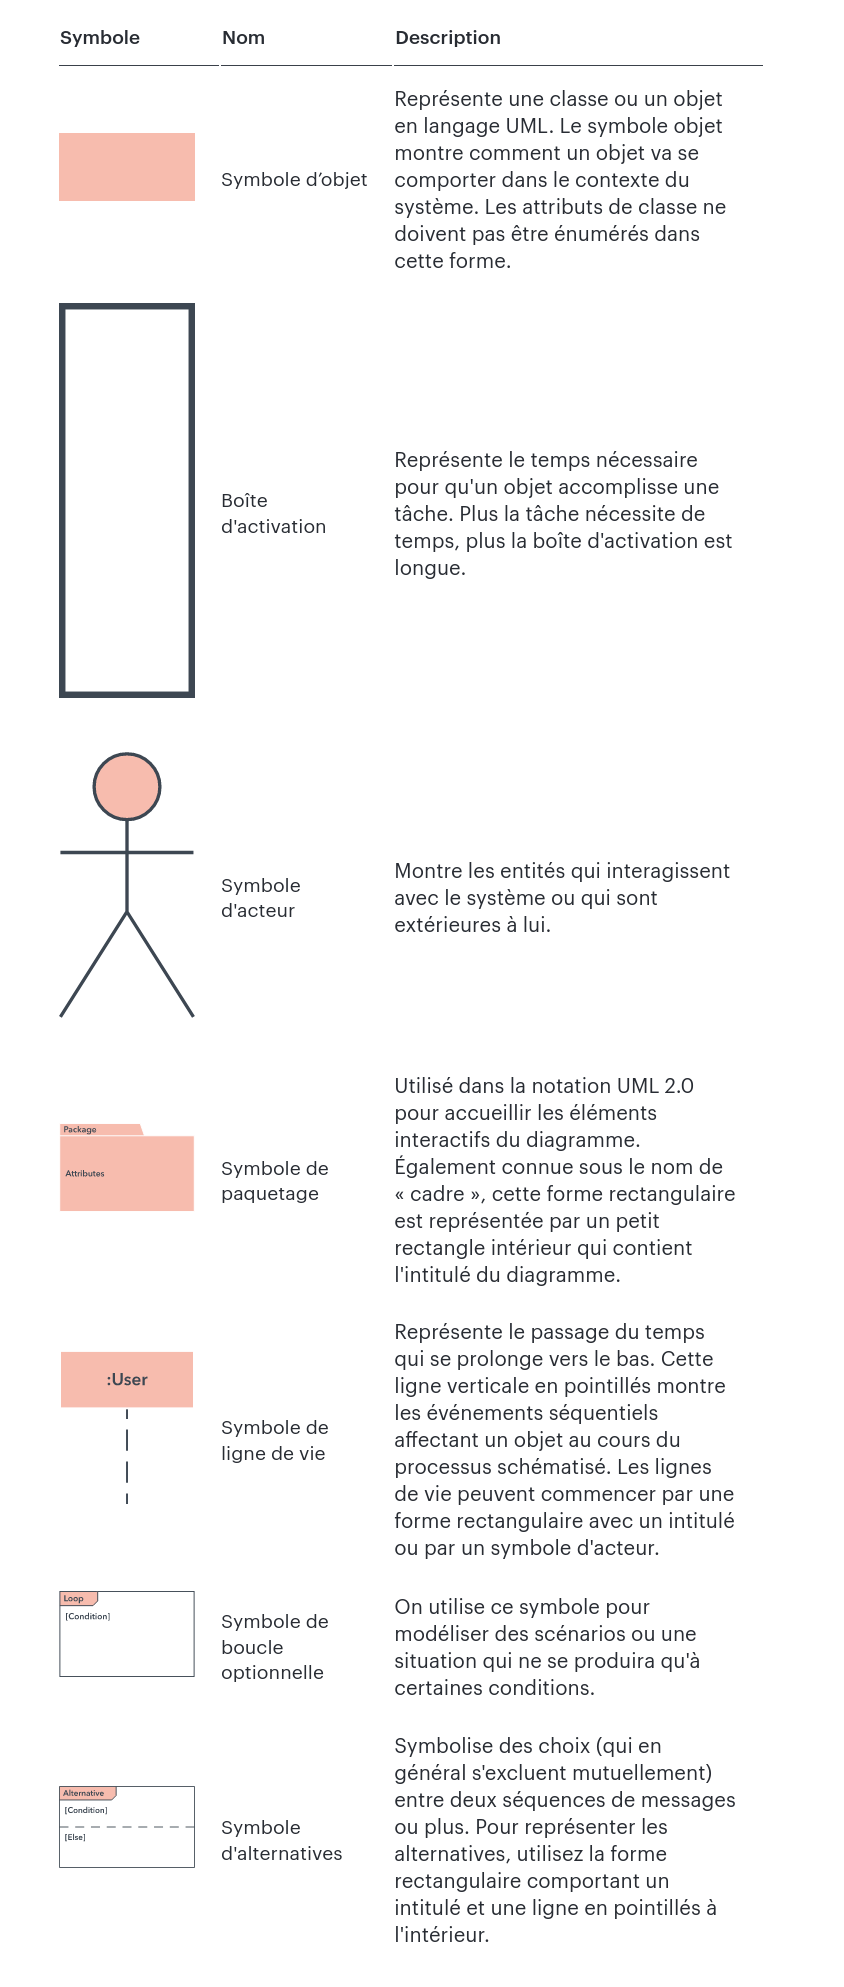 Symbole Nom Description
Représente une classe ou un objet
en langage UML. Le symbole objet
montre comment un objet va se
comporter dans le contexte du
système. Les attributs de classe ne
doivent pas être énumérés dans
cette forme.
Symbole d’objet
Boîte
d'activation
Représente le temps nécessaire
pour qu'un objet accomplisse une
tâche. Plus la tâche nécessite de
temps, plus la boîte d'activation est
longue.
Symbole
d'acteur
Montre les entités qui interagissent
avec le système ou qui sont
extérieures à lui.
Package
Attributes
Symbole de
paquetage
Utilisé dans la notation UML 2.0
pour accueillir les éléments
interactifs du diagramme.
Également connue sous le nom de
« cadre », cette forme rectangulaire
est représentée par un petit
rectangle intérieur qui contient
l'intitulé du diagramme.
:User
Symbole de
ligne de vie
Représente le passage du temps
qui se prolonge vers le bas. Cette
ligne verticale en pointillés montre
les événements séquentiels
affectant un objet au cours du
processus schématisé. Les lignes
de vie peuvent commencer par une
forme rectangulaire avec un intitulé
ou par un symbole d'acteur.
Loop
[Condition]
Symbole de
boucle
optionnelle
On utilise ce symbole pour
modéliser des scénarios ou une
situation qui ne se produira qu'à
certaines conditions.
Alternative
[Condition]
[Else]
Symbole
d'alternatives
Symbolise des choix (qui en
général s'excluent mutuellement)
entre deux séquences de messages
ou plus. Pour représenter les
alternatives, utilisez la forme
rectangulaire comportant un
intitulé et une ligne en pointillés à
l'intérieur.